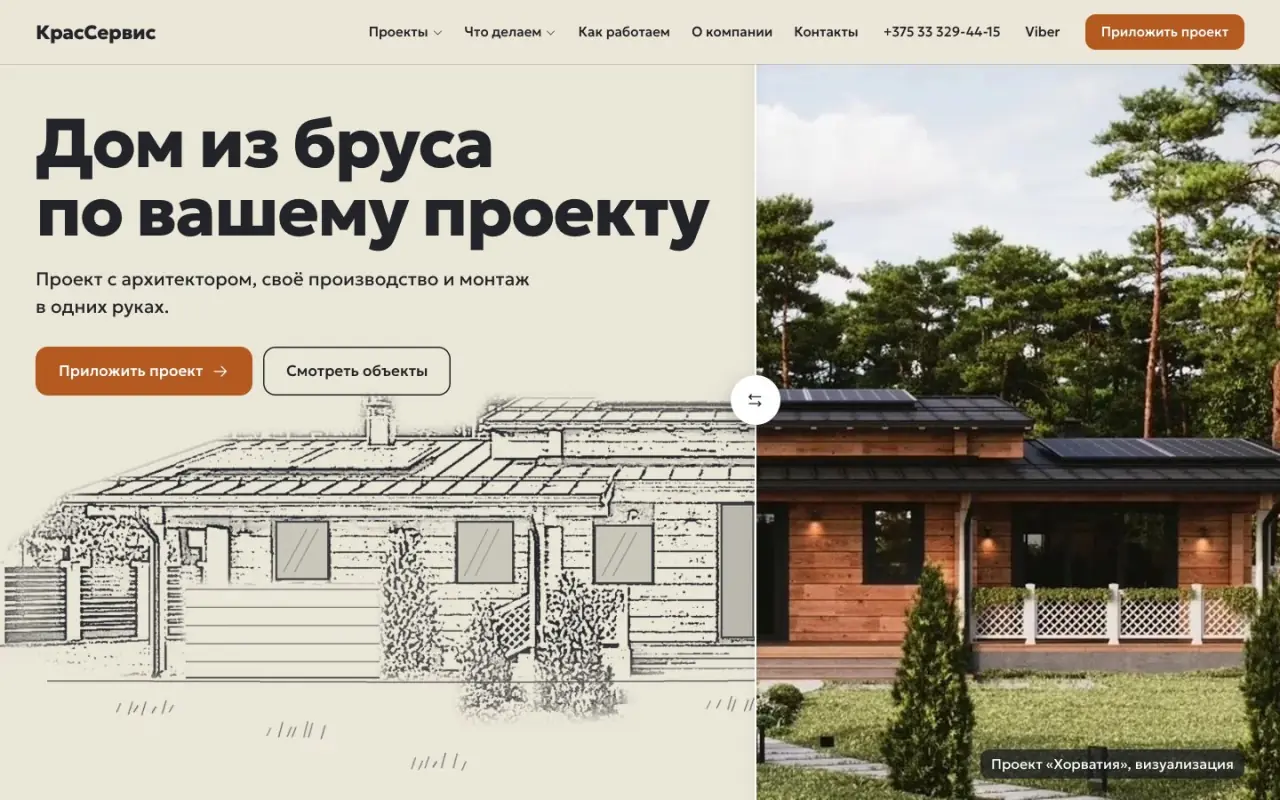 КрасСервис
Проекты
Что делаем
Как работаем
О компании
Контакты
+375 33 329-44-15
Viber
Приложить проект
Дом из бруса
по вашему проекту
Проект с архитектором, своё производство и монтаж
в одних руках.
Приложить проект
Смотреть объекты
Проект «Хорватия», визуализация